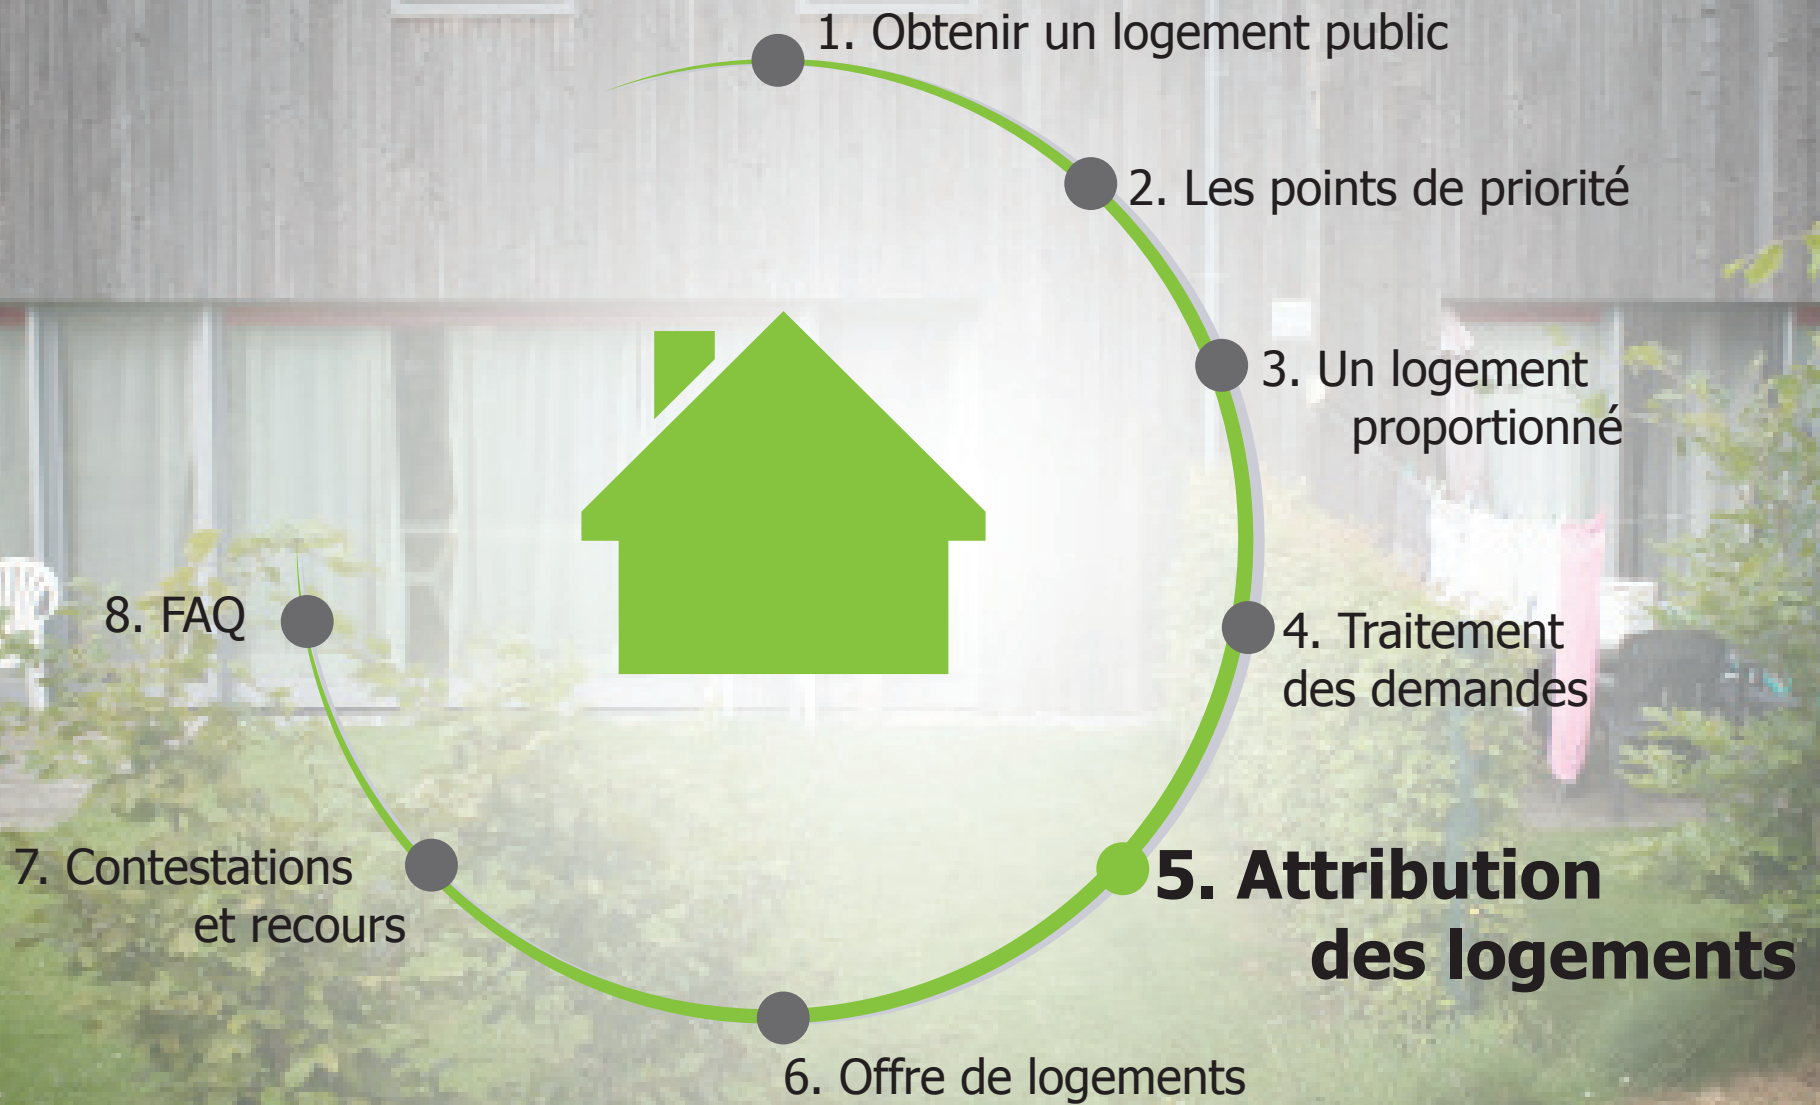 1. Obtenir un logement public
2. Les points de priorité
3. Un logement
proportionné
4. Traitement
des demandes
5. Attribution
des logements
6. Offre de logements
7. Contestations
et recours
8. FAQ